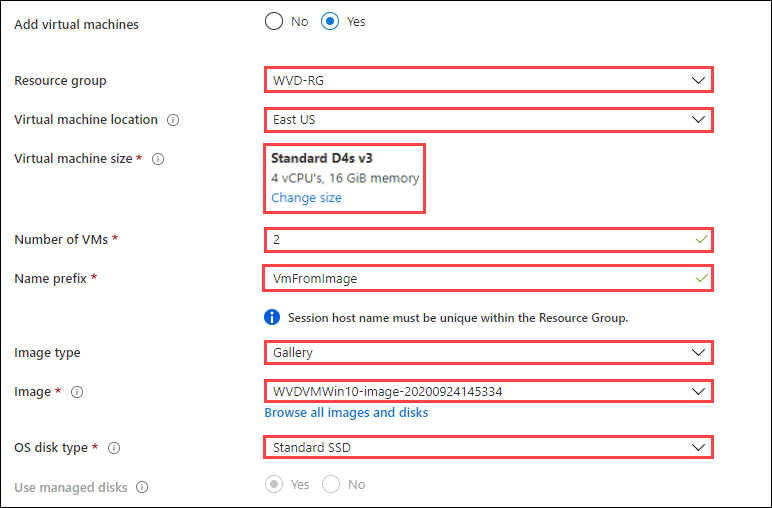 Add virtual machines No Yes
Resource group WVD-RG
Virtual machine location East US
Virtual machine size * Standard D4s v3
4 vCPU's, 16 GiB memory
Change size
Number of VMs * 2
Name prefix * VmFromImage
Session host name must be unique within the Resource Group.
Image type Gallery
Image * WVDVMWin10-image-20200924145334
Browse all images and disks
OS disk type * Standard SSD
Use managed disks Yes No